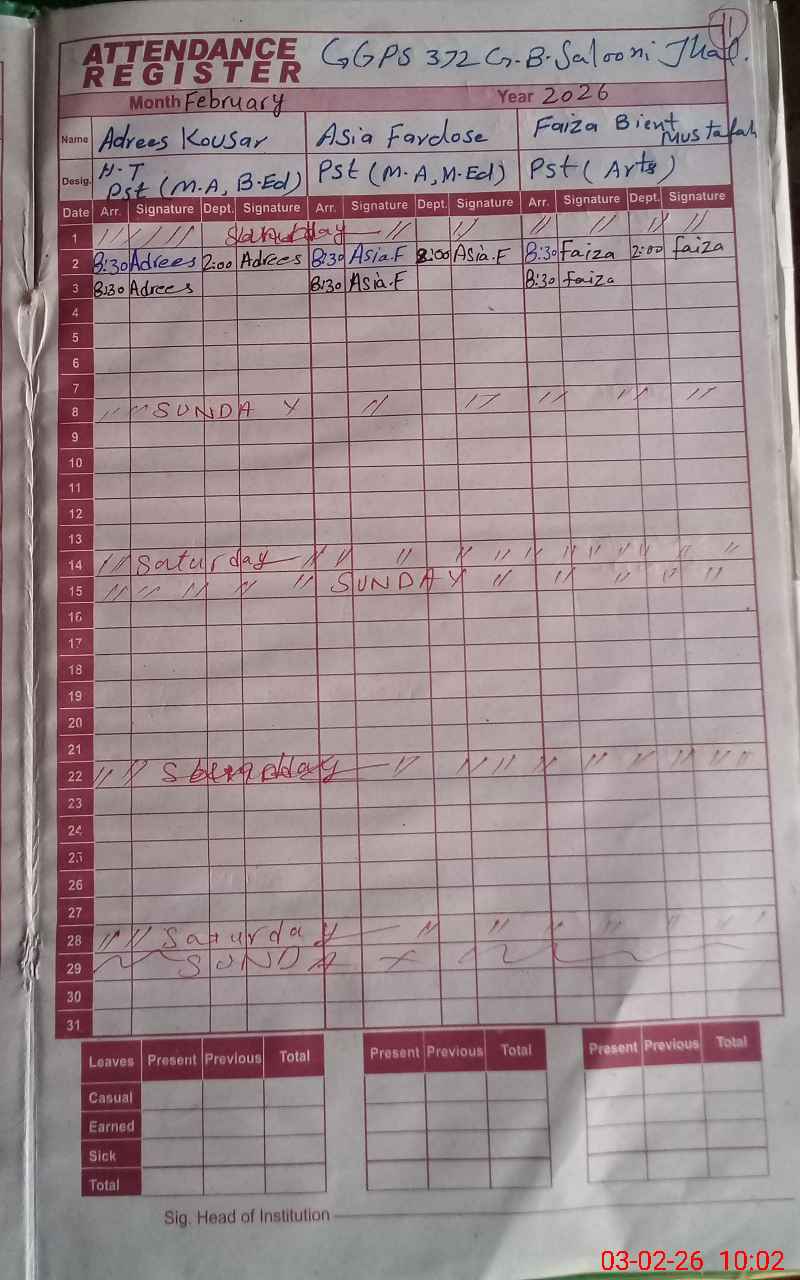 11
ATTENDANCE REGISTER GGPS 372 G.B. Salooni Jhal.
Month February Year 2026
Name Adrees Kousar Asia Fardose Faiza Bient Mustafah
Desig. H.T Pst (M.A, B.Ed) Pst (M.A, M.Ed) Pst (Arts)
Date Arr. Signature Dept. Signature Arr. Signature Dept. Signature Arr. Signature Dept. Signature
1 " "
2 8:30 Adrees 2:00 Adrees 8:30 Asia.F 2:00 Asia.F 8:30 Faiza 2:00 faiza
3 8:30 Adrees 8:30 Asia.F 8:30 faiza
4
5
6
7
8 " " SUNDAY " " " " "
9
10
11
12
13
14 " Saturday " " " " " " " " " " " "
15 " " " " " SUNDAY " " " " "
16
17
18
19
20
21
22 " " " " " " " " " " "
23
24
25
26
27
28 " " Saturday " " " " " "
29 SUNDAY
30
31
Leaves Present Previous Total Present Previous Total Present Previous Total
Casual
Earned
Sick
Total
Sig. Head of Institution
03-02-26 10:02